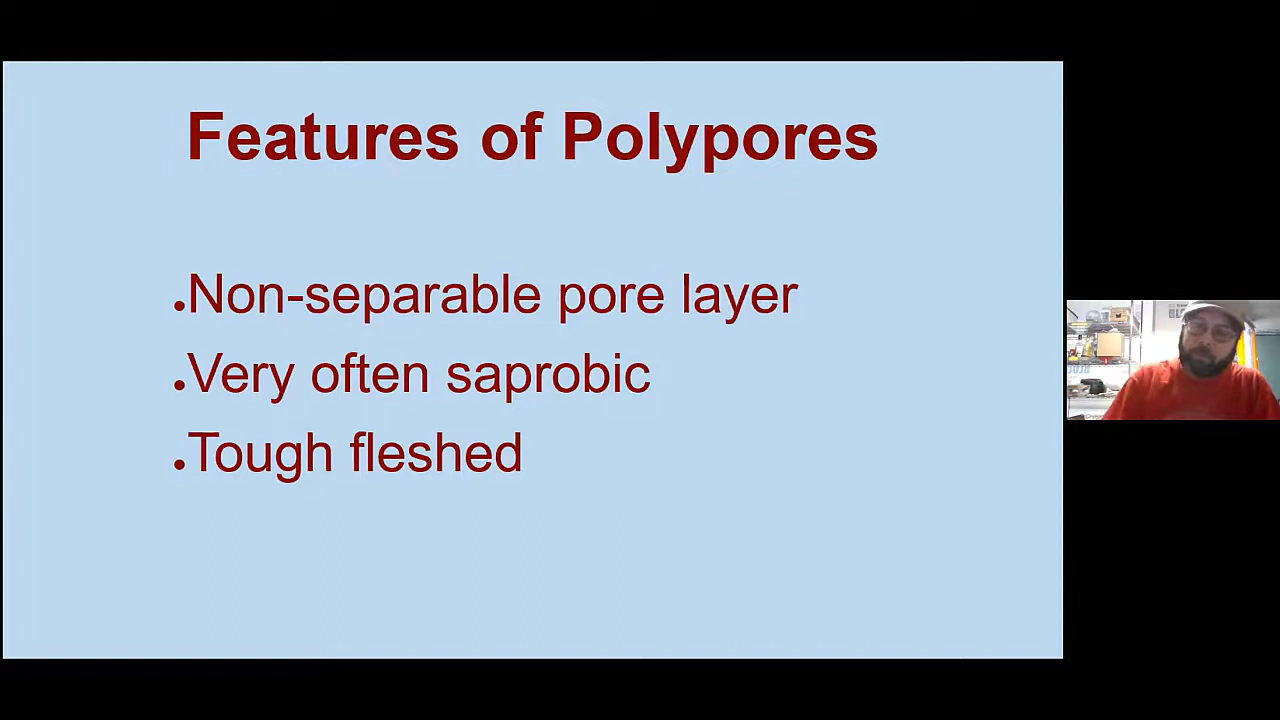 Features of Polypores
•Non-separable pore layer
•Very often saprobic
•Tough fleshed